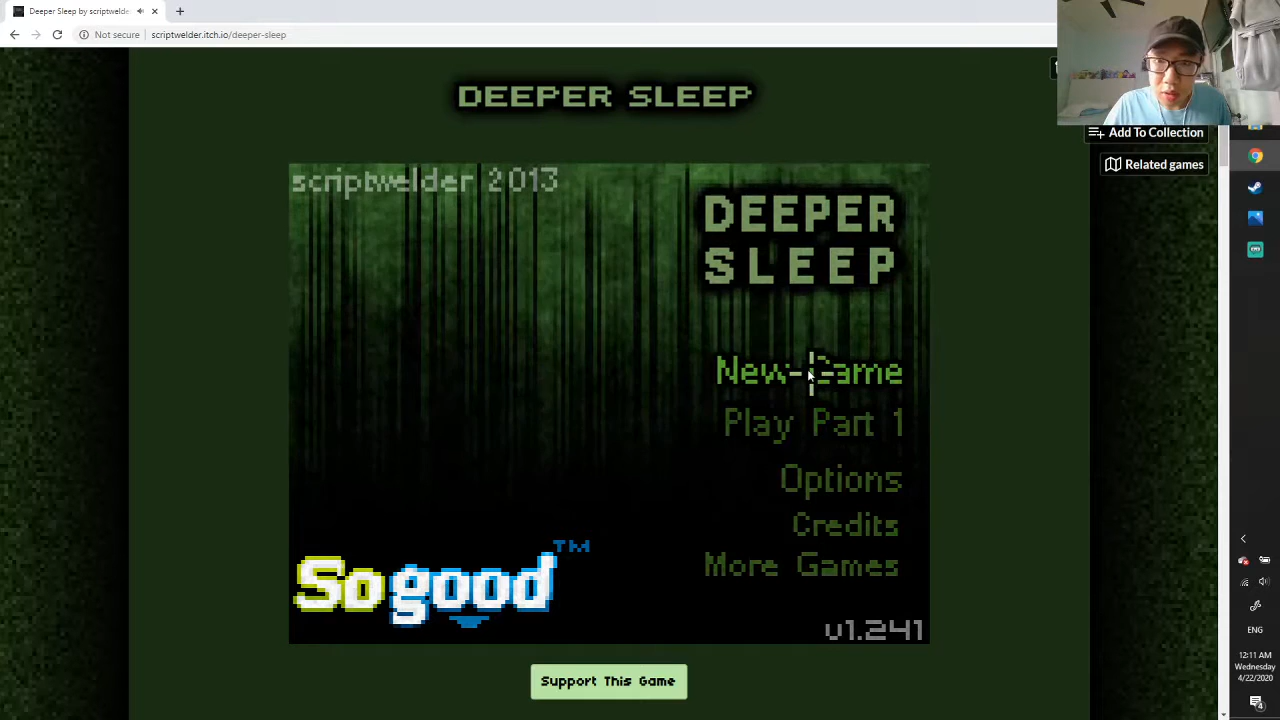 Deeper Sleep by scriptwelde
Not secure
scriptwelder.itch.io/deeper-sleep
DEEPER SLEEP
Add To Collection
Related games
scriptwelder 2013
DEEPER
SLEEP
New Game
Play Part 1
Options
Credits
More Games
Sogood™
v1.241
Support This Game
ENG
12:11 AM
Wednesday
4/22/2020
4